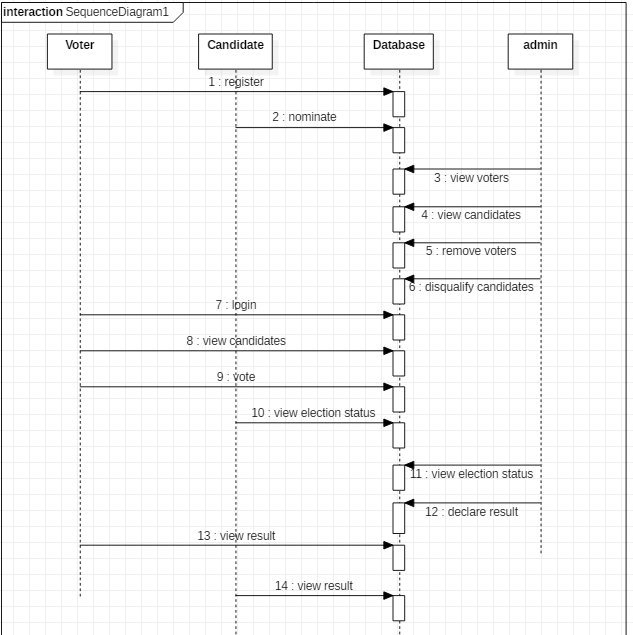 interaction SequenceDiagram1
Voter
Candidate
Database
admin
1 : register
2 : nominate
3 : view voters
4 : view candidates
5 : remove voters
6 : disqualify candidates
7 : login
8 : view candidates
9 : vote
10 : view election status
11 : view election status
12 : declare result
13 : view result
14 : view result